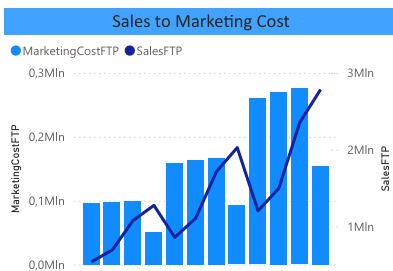 Sales to Marketing Cost
MarketingCostFTP SalesFTP
0,3Mln
0,2Mln
0,1Mln
0,0Mln
MarketingCostFTP
3Mln
2Mln
1Mln
SalesFTP